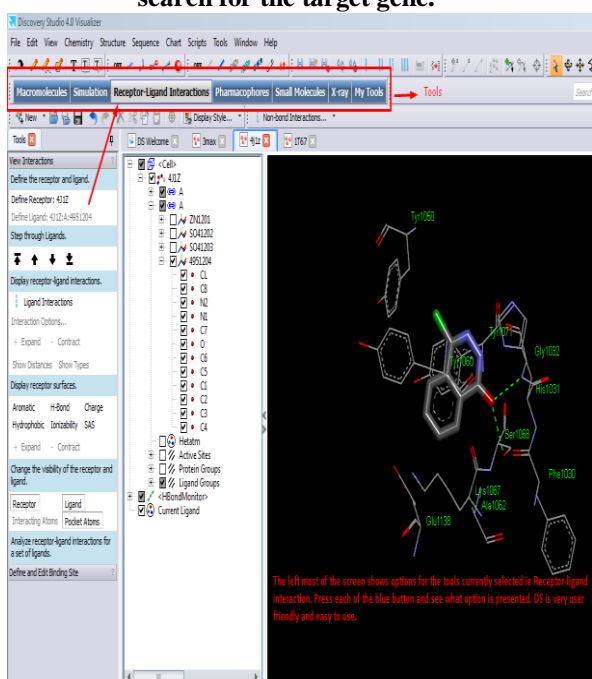 search for the target gene.
Discovery Studio 4.0 Visualizer
File Edit View Chemistry Structure Sequence Chart Scripts Tools Window Help
Macromolecules Simulation Receptor-Ligand Interactions Pharmacophores Small Molecules X-ray My Tools Tools Search
New Display Style... Non-bond Interactions...
Tools DS Welcome 3max 4j1z 1T67
View Interactions
Define the receptor and ligand.
Define Receptor: 4J1Z
Define Ligand: 4J1Z:A:4951204
Step through Ligands.
Display receptor-ligand interactions.
Ligand Interactions
Interaction Options...
+ Expand - Contract
Show Distances Show Types
Display receptor surfaces.
Aromatic H-Bond Charge
Hydrophobic Ionizability SAS
+ Expand - Contract
Change the visibility of the receptor and
ligand.
Receptor Ligand
Interacting Atoms Pocket Atoms
Analyze receptor-ligand interactions for
a set of ligands.
Define and Edit Binding Site
<Cell>
4J1Z
A
A
ZN1201
SO41202
SO41203
4951204
CL
C8
N2
N1
C7
O
C6
C5
C1
C2
C3
C4
Hetatm
Active Sites
Protein Groups
Ligand Groups
<HBondMonitor>
Current Ligand
Tyr1050
Tyr1071
Tyr1060
Gly1032
His1031
Ser1068
Phe1030
Lys1067
Ala1062
Glu1138
The left most of the screen shows options for the tools currently selected in Receptor-ligand
interaction. Press each of the blue button and see what option is presented. DS is very user
friendly and easy to use.